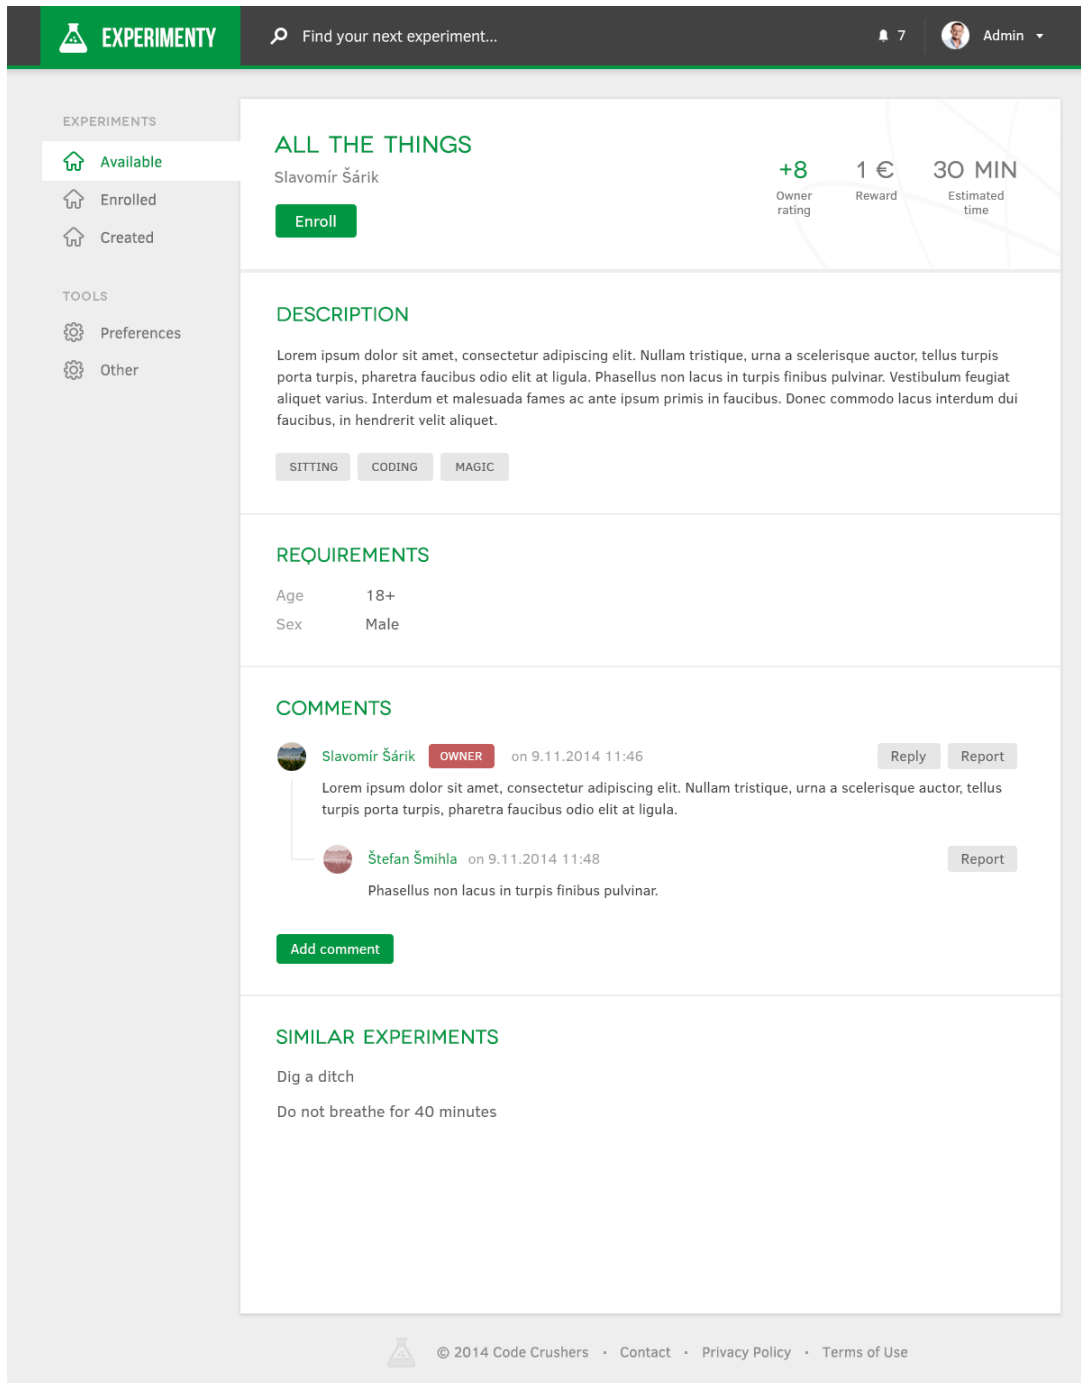 EXPERIMENTY
Find your next experiment...
7
Admin
EXPERIMENTS
Available
Enrolled
Created
TOOLS
Preferences
Other
ALL THE THINGS
Slavomír Šárik
Enroll
+8
Owner
rating
1 €
Reward
30 MIN
Estimated
time
DESCRIPTION
Lorem ipsum dolor sit amet, consectetur adipiscing elit. Nullam tristique, urna a scelerisque auctor, tellus turpis
porta turpis, pharetra faucibus odio elit at ligula. Phasellus non lacus in turpis finibus pulvinar. Vestibulum feugiat
aliquet varius. Interdum et malesuada fames ac ante ipsum primis in faucibus. Donec commodo lacus interdum dui
faucibus, in hendrerit velit aliquet.
SITTING CODING MAGIC
REQUIREMENTS
Age 18+
Sex Male
COMMENTS
Slavomír Šárik OWNER on 9.11.2014 11:46 Reply Report
Lorem ipsum dolor sit amet, consectetur adipiscing elit. Nullam tristique, urna a scelerisque auctor, tellus
turpis porta turpis, pharetra faucibus odio elit at ligula.
Štefan Šmihla on 9.11.2014 11:48 Report
Phasellus non lacus in turpis finibus pulvinar.
Add comment
SIMILAR EXPERIMENTS
Dig a ditch
Do not breathe for 40 minutes
© 2014 Code Crushers · Contact · Privacy Policy · Terms of Use